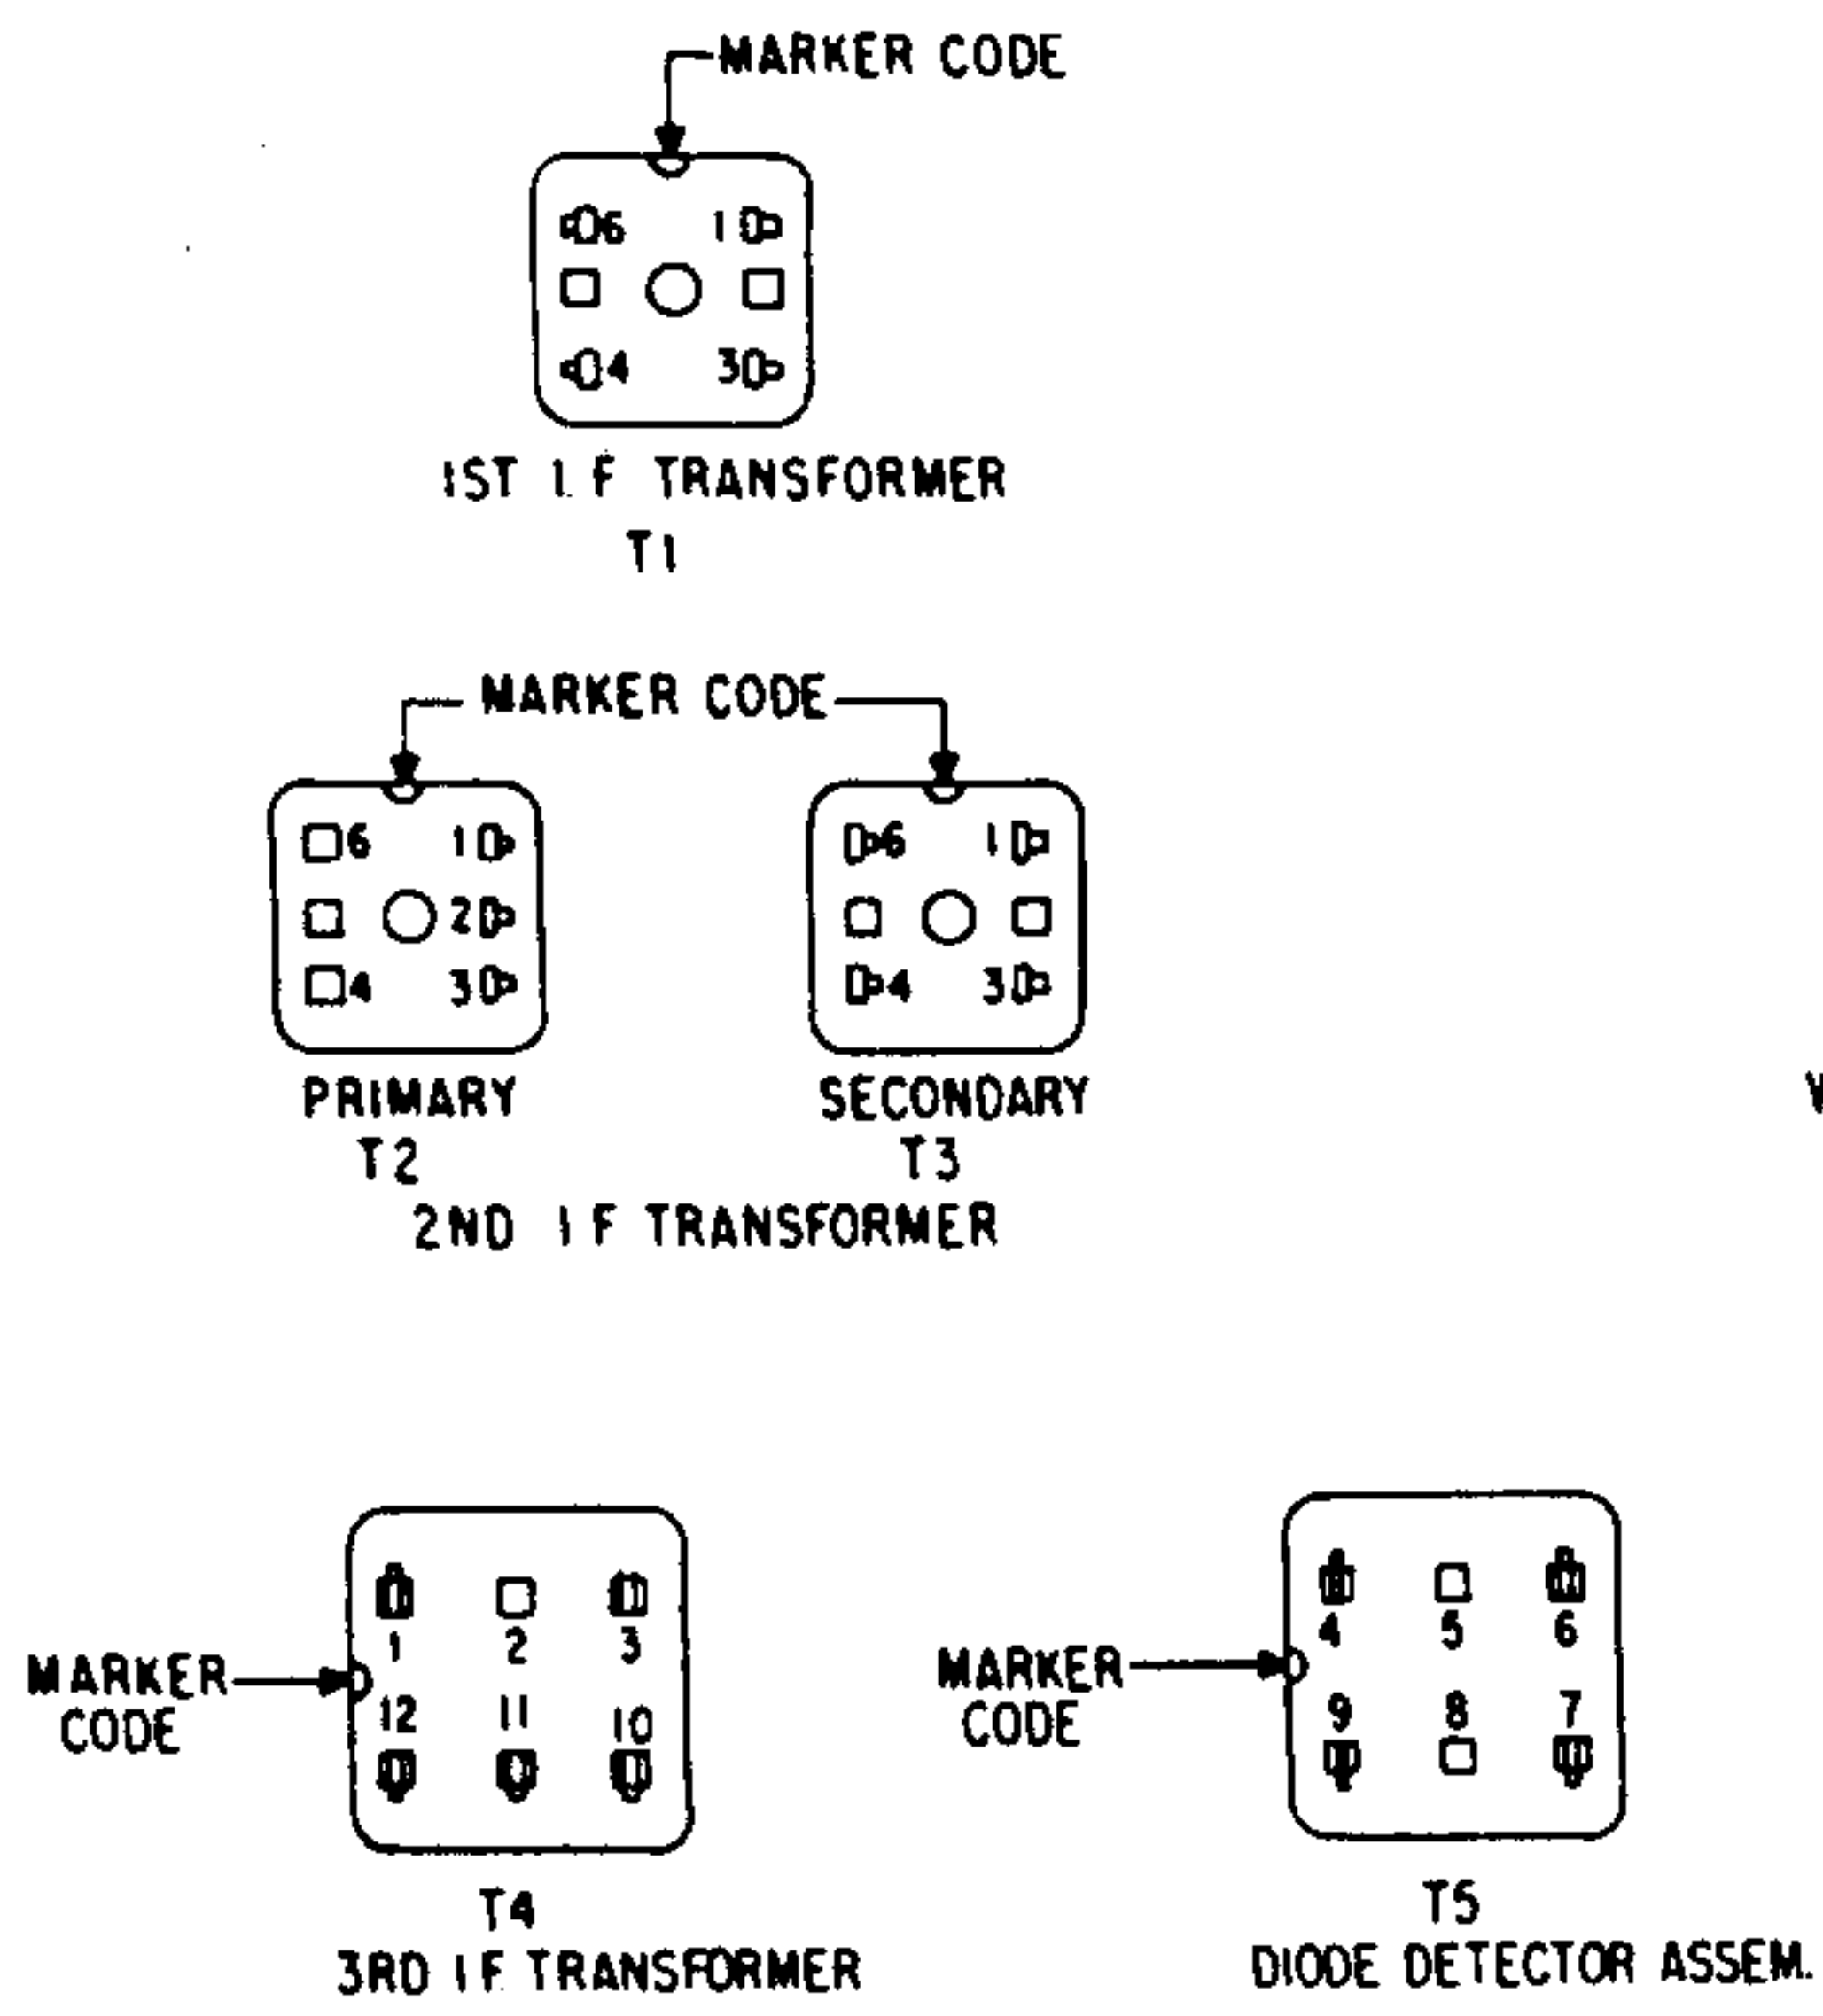 MARKER CODE
6 1
4 3
1ST I.F TRANSFORMER
T1
MARKER CODE
6 1 6 1
2
4 3 4 3
PRIMARY SECONDARY
T2 T3
2ND I F TRANSFORMER
1 2 3
4 5 6
MARKER CODE
12 11 10
MARKER CODE
9 8 7
T4
3RD I F TRANSFORMER
T5
DIODE DETECTOR ASSEM.